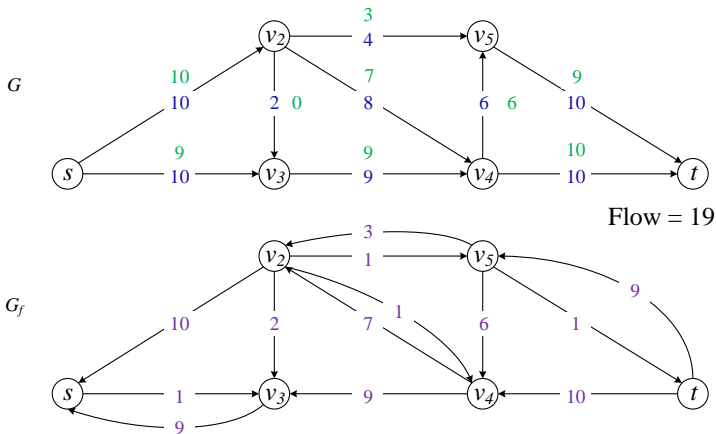 3
v2 4 v5
10 7 9
G 10 2 0 8 6 6 10
9 9 10
s 10 v3 9 v4 10 t
Flow = 19
3
v2 1 v5
9
1
10 2 7 6 1
Gf
s 1 v3 9 v4 10 t
9